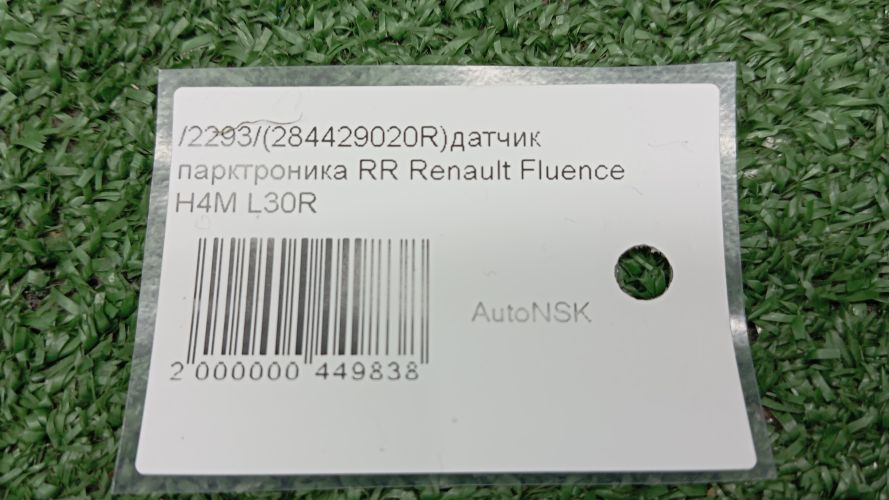 /2293/(284429020R)датчик
парктроника RR Renault Fluence
H4M L30R
AutoNSK
2 000000 449838